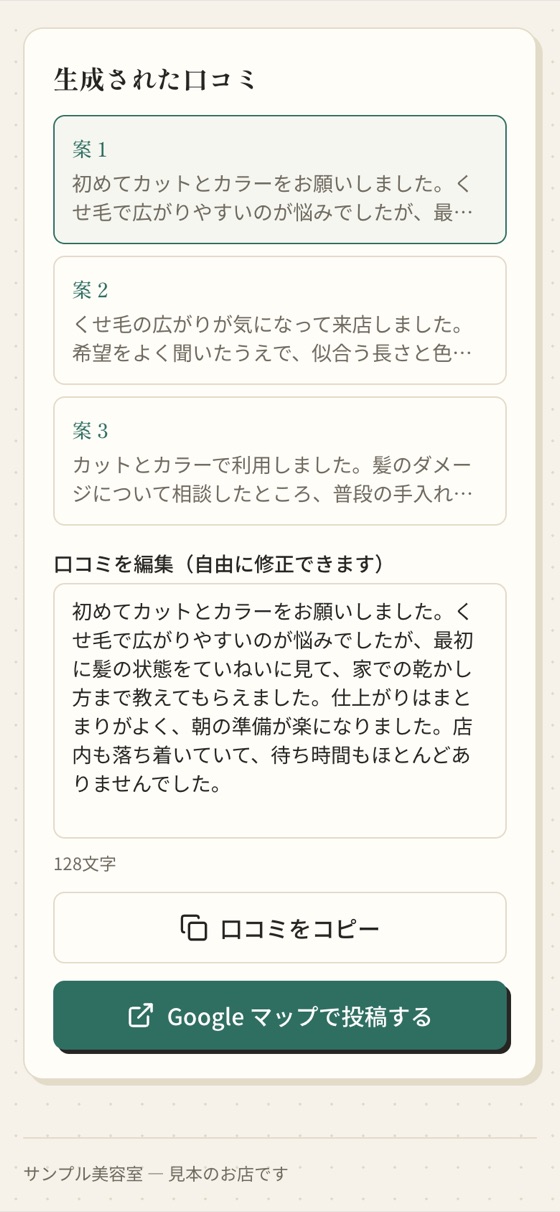 生成された口コミ
案 1
初めてカットとカラーをお願いしました。く
せ毛で広がりやすいのが悩みでしたが、最…
案 2
くせ毛の広がりが気になって来店しました。
希望をよく聞いたうえで、似合う長さと色…
案 3
カットとカラーで利用しました。髪のダメー
ジについて相談したところ、普段の手入れ…
口コミを編集（自由に修正できます）
初めてカットとカラーをお願いしました。く
せ毛で広がりやすいのが悩みでしたが、最初
に髪の状態をていねいに見て、家での乾かし
方まで教えてもらえました。仕上がりはまと
まりがよく、朝の準備が楽になりました。店
内も落ち着いていて、待ち時間もほとんどあ
りませんでした。
128文字
口コミをコピー
Google マップで投稿する
サンプル美容室 — 見本のお店です